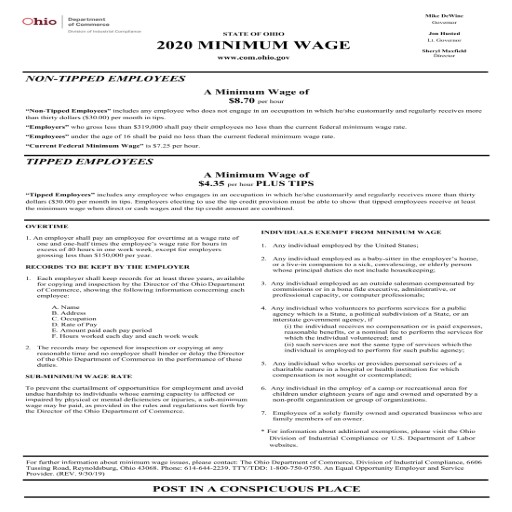 Ohio
Department
of Commerce
Division of Industrial Compliance
STATE OF OHIO
2020 MINIMUM WAGE
www.com.ohio.gov
Mike DeWine
Governor
Jon Husted
Lt. Governor
Sheryl Maxfield
Director
NON-TIPPED EMPLOYEES
A Minimum Wage of
$8.70 per hour
“Non-Tipped Employees” includes any employee who does not engage in an occupation in which he/she customarily and regularly receives more
than thirty dollars ($30.00) per month in tips.
“Employers” who gross less than $319,000 shall pay their employees no less than the current federal minimum wage rate.
“Employees” under the age of 16 shall be paid no less than the current federal minimum wage rate.
“Current Federal Minimum Wage” is $7.25 per hour.
TIPPED EMPLOYEES
A Minimum Wage of
$4.35 per hour PLUS TIPS
“Tipped Employees” includes any employee who engages in an occupation in which he/she customarily and regularly receives more than thirty
dollars ($30.00) per month in tips. Employers electing to use the tip credit provision must be able to show that tipped employees receive at least
the minimum wage when direct or cash wages and the tip credit amount are combined.
OVERTIME
1. An employer shall pay an employee for overtime at a wage rate of
one and one-half times the employee's wage rate for hours in
excess of 40 hours in one work week, except for employers
grossing less than $150,000 per year.
RECORDS TO BE KEPT BY THE EMPLOYER
1. Each employer shall keep records for at least three years, available
for copying and inspection by the Director of the Ohio Department
of Commerce, showing the following information concerning each
employee:
A. Name
B. Address
C. Occupation
D. Rate of Pay
E. Amount paid each pay period
F. Hours worked each day and each work week
2. The records may be opened for inspection or copying at any
reasonable time and no employer shall hinder or delay the Director
of the Ohio Department of Commerce in the performance of these
duties.
SUB-MINIMUM WAGE RATE
To prevent the curtailment of opportunities for employment and avoid
undue hardship to individuals whose earning capacity is affected or
impaired by physical or mental deficiencies or injuries, a sub-minimum
wage may be paid, as provided in the rules and regulations set forth by
the Director of the Ohio Department of Commerce.
INDIVIDUALS EXEMPT FROM MINIMUM WAGE
1. Any individual employed by the United States;
2. Any individual employed as a baby-sitter in the employer's home,
or a live-in companion to a sick, convalescing, or elderly person
whose principal duties do not include housekeeping;
3. Any individual employed as an outside salesman compensated by
commissions or in a bona fide executive, administrative, or
professional capacity, or computer professionals;
4. Any individual who volunteers to perform services for a public
agency which is a State, a political subdivision of a State, or an
interstate government agency, if
(i) the individual receives no compensation or is paid expenses,
reasonable benefits, or a nominal fee to perform the services for
which the individual volunteered; and
(ii) such services are not the same type of services which the
individual is employed to perform for such public agency;
5. Any individual who works or provides personal services of a
charitable nature in a hospital or health institution for which
compensation is not sought or contemplated;
6. Any individual in the employ of a camp or recreational area for
children under eighteen years of age and owned and operated by a
non-profit organization or group of organizations.
7. Employees of a solely family owned and operated business who are
family members of an owner.
* For information about additional exemptions, please visit the Ohio
Division of Industrial Compliance or U.S. Department of Labor
websites.
For further information about minimum wage issues, please contact: The Ohio Department of Commerce, Division of Industrial Compliance, 6606
Tussing Road, Reynoldsburg, Ohio 43068. Phone: 614-644-2239. TTY/TDD: 1-800-750-0750. An Equal Opportunity Employer and Service
Provider. (REV. 9/30/19)
POST IN A CONSPICUOUS PLACE